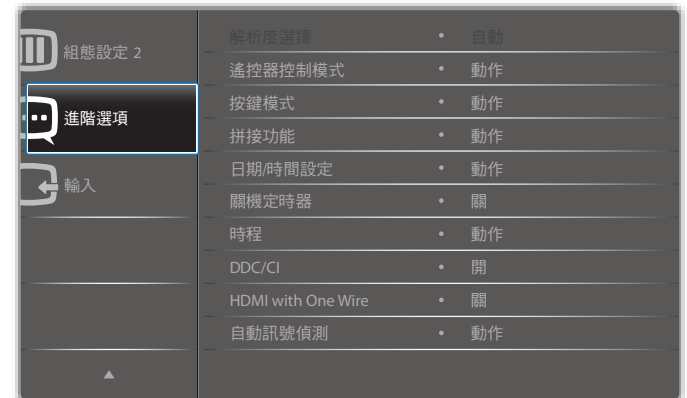 組態設定 2
進階選項
輸入
解析度選擇 • 自動
遙控器控制模式 • 動作
按鍵模式 • 動作
拼接功能 • 動作
日期/時間設定 • 動作
關機定時器 • 關
時程 • 動作
DDC/CI • 開
HDMI with One Wire • 關
自動訊號偵測 • 動作